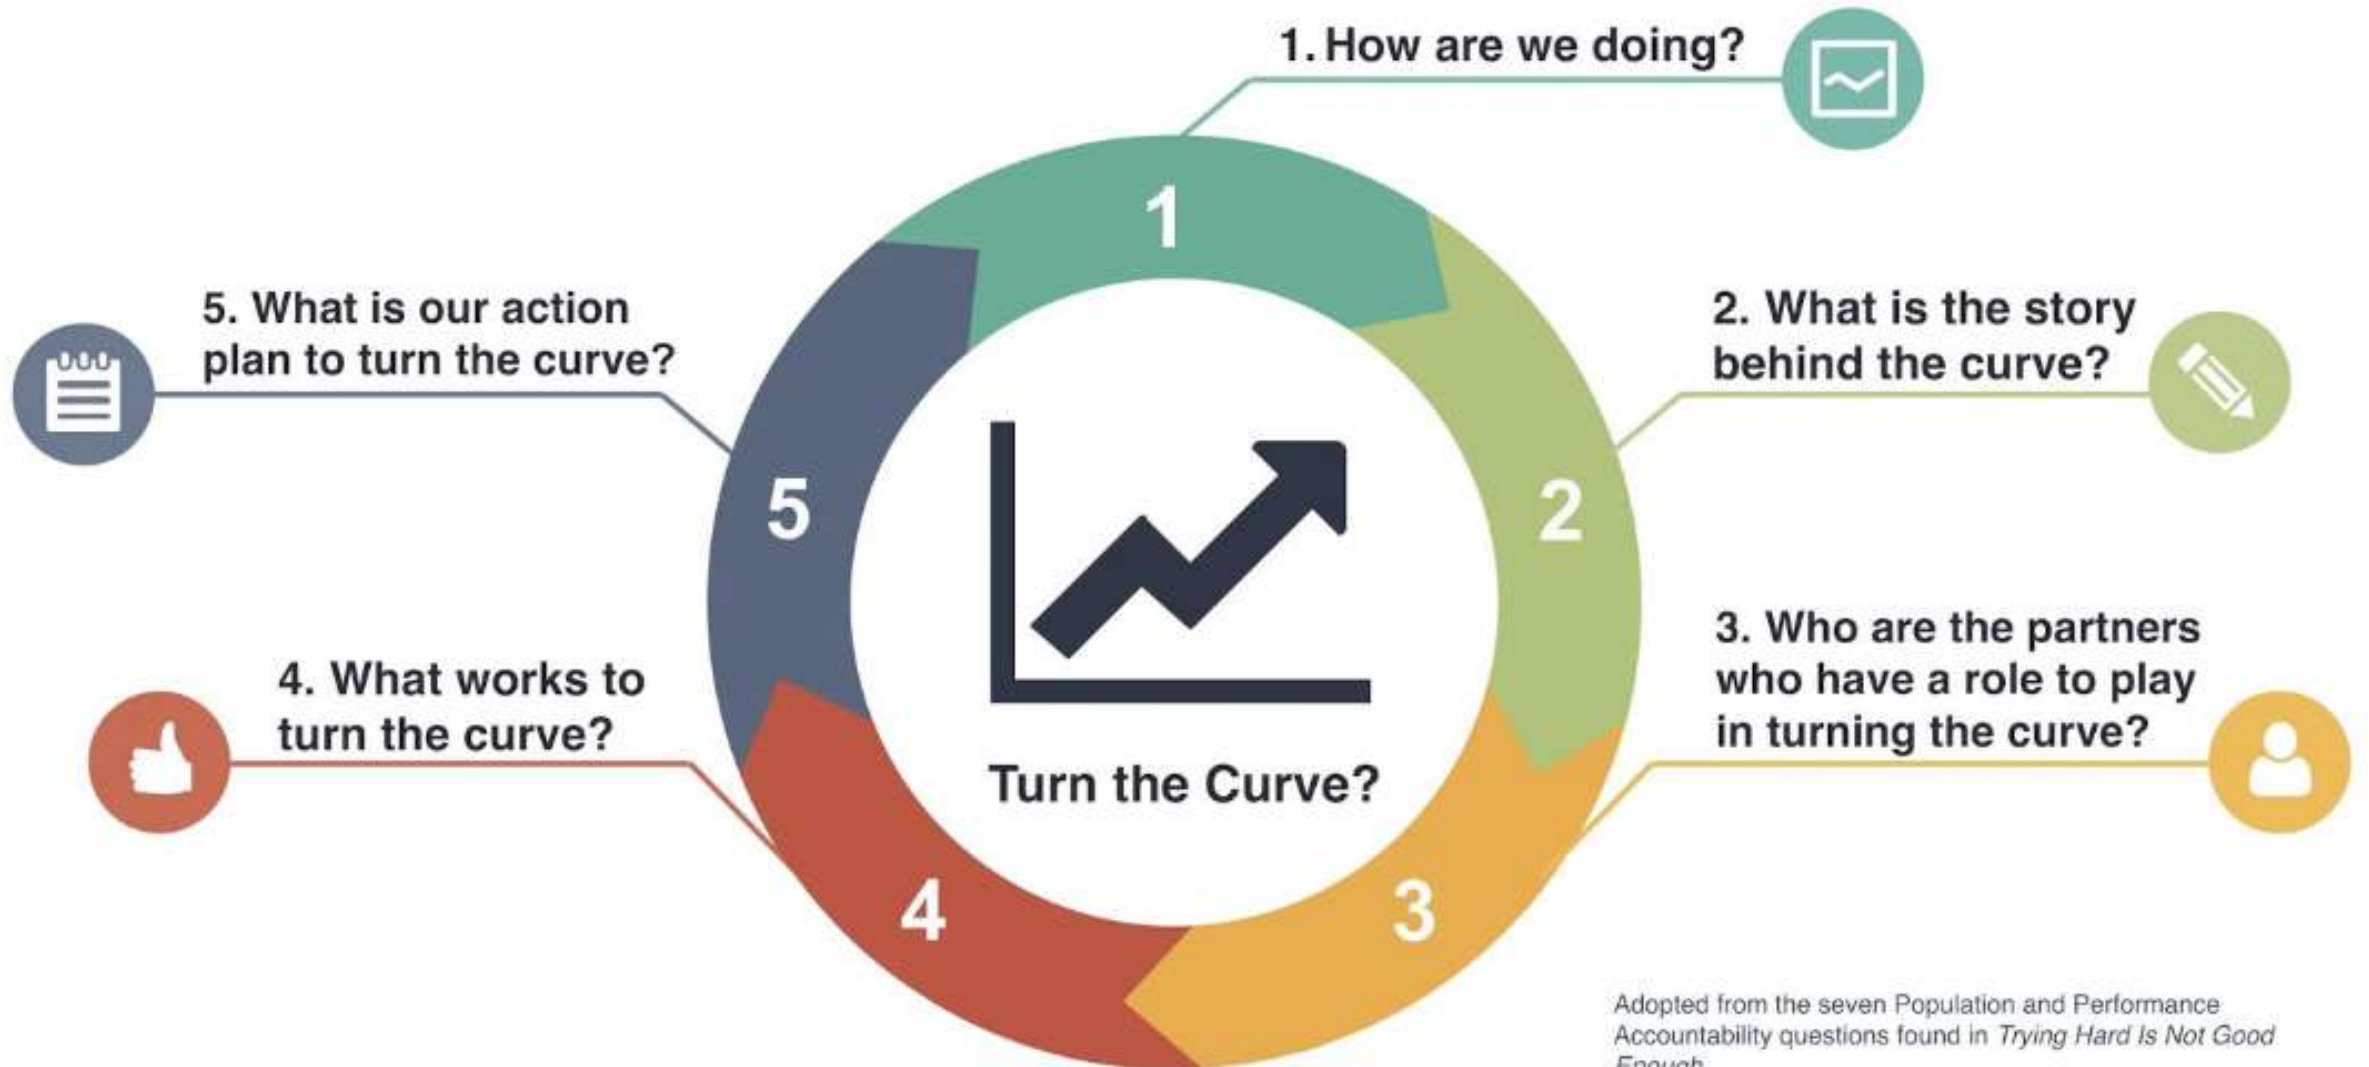 1. How are we doing?
1
5. What is our action
plan to turn the curve?
2. What is the story
behind the curve?
5
2
3. Who are the partners
who have a role to play
in turning the curve?
4. What works to
turn the curve?
Turn the Curve?
4
3
Adopted from the seven Population and Performance
Accountability questions found in Trying Hard Is Not Good
Enough